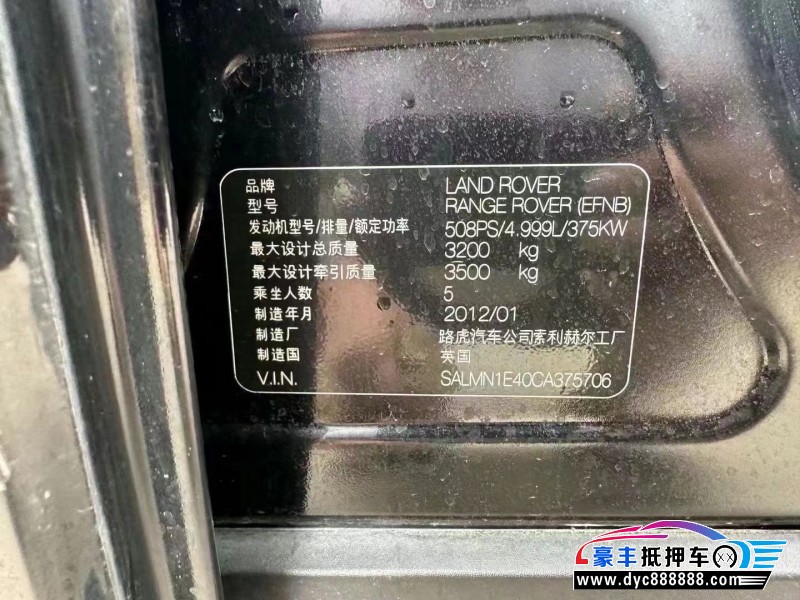 品牌 LAND ROVER
型号 RANGE ROVER (EFNB)
发动机型号/排量/额定功率 508PS/4.999L/375KW
最大设计总质量 3200 kg
最大设计牵引质量 3500 kg
乘坐人数 5
制造年月 2012/01
制造厂 路虎汽车公司索利赫尔工厂
制造国 英国
V.I.N. SALMN1E40CA375706
豪丰抵押车
www.dyc888888.com